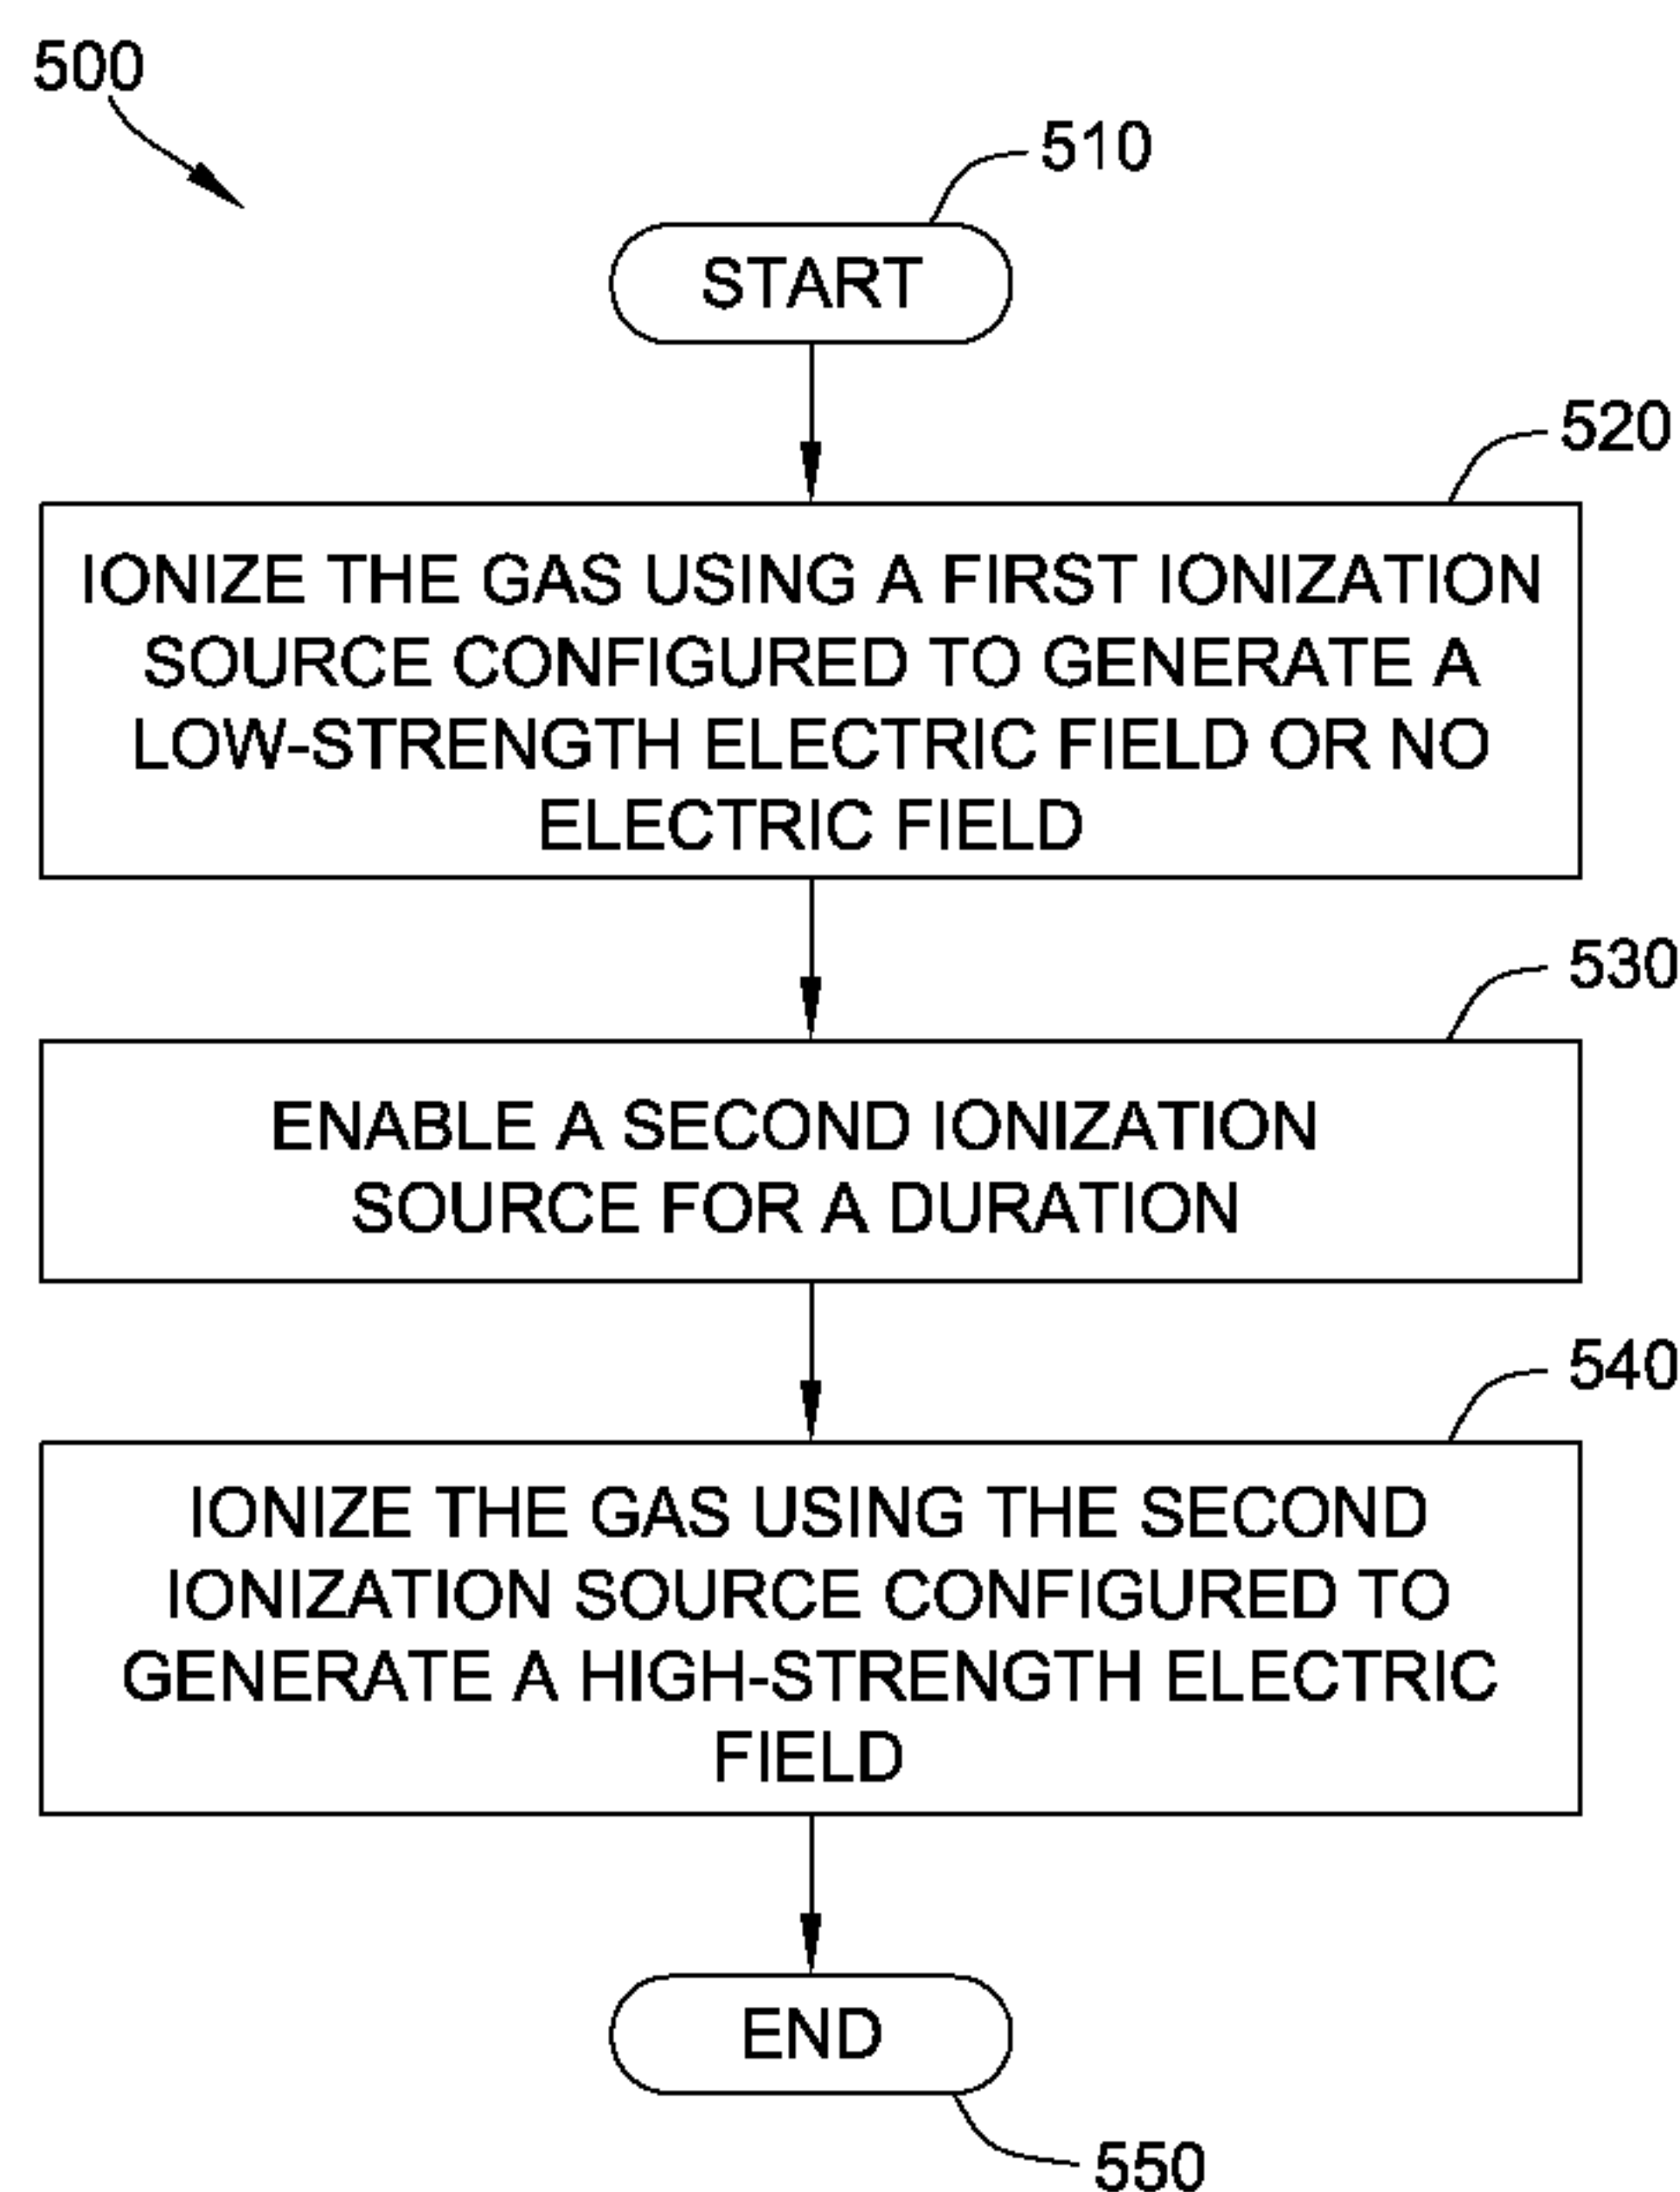 500
510
START
520
IONIZE THE GAS USING A FIRST IONIZATION
SOURCE CONFIGURED TO GENERATE A
LOW-STRENGTH ELECTRIC FIELD OR NO
ELECTRIC FIELD
530
ENABLE A SECOND IONIZATION
SOURCE FOR A DURATION
540
IONIZE THE GAS USING THE SECOND
IONIZATION SOURCE CONFIGURED TO
GENERATE A HIGH-STRENGTH ELECTRIC
FIELD
END
550